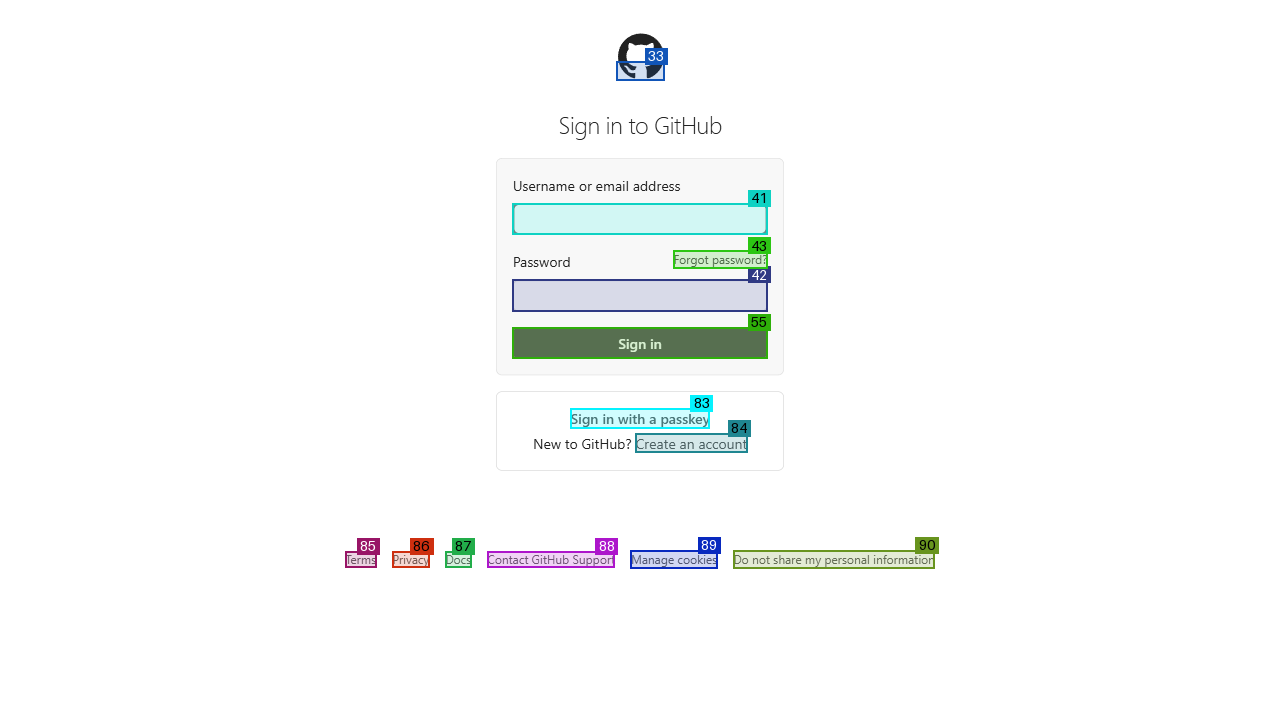 33
Sign in to GitHub
Username or email address
41
43
Password
Forgot password?
42
55
Sign in
83
Sign in with a passkey
84
New to GitHub? Create an account
85 86 87 88 89 90
Terms Privacy Docs Contact GitHub Support Manage cookies Do not share my personal information